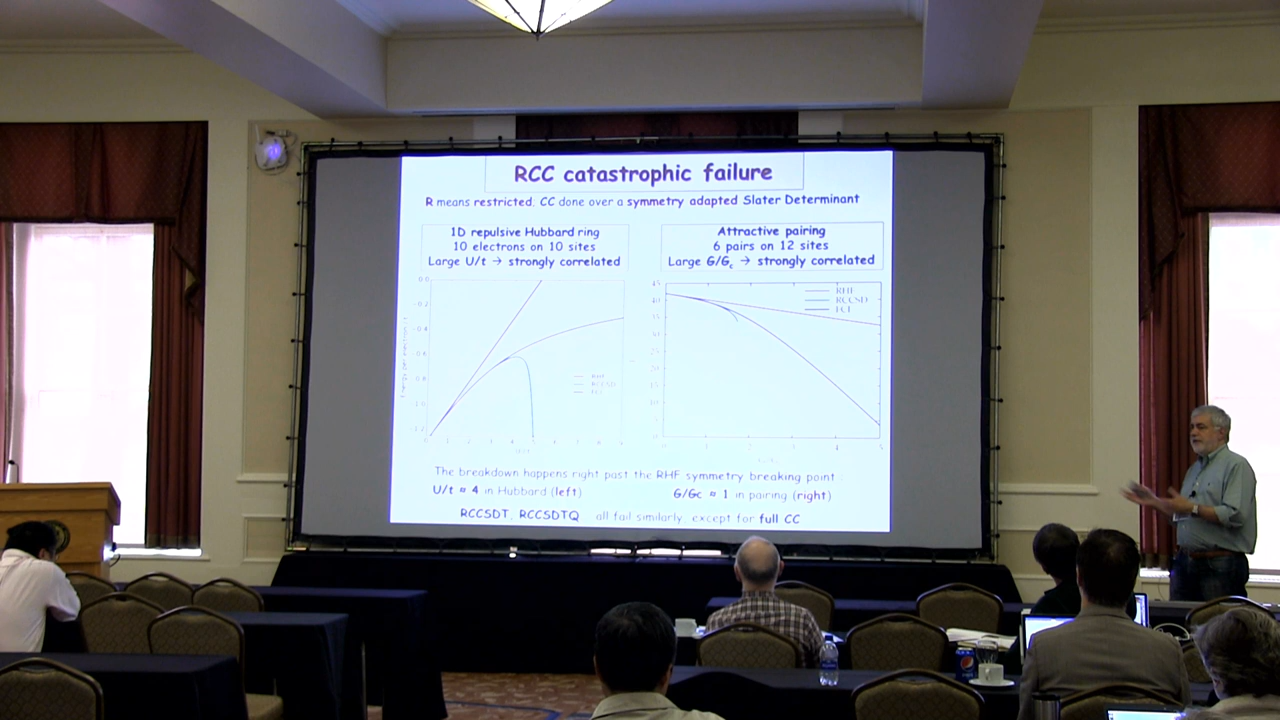 RCC catastrophic failure
R means restricted. CC done over a symmetry adapted Slater Determinant
1D repulsive Hubbard ring
10 electrons on 10 sites
Large U/t → strongly correlated
Attractive pairing
6 pairs on 12 sites
Large G/Gc → strongly correlated
RHF
RCCSD
FCI
RHF
RCCSD
FCI
The breakdown happens right past the RHF symmetry breaking point:
U/t ≈ 4 in Hubbard (left)
G/Gc ≈ 1 in pairing (right)
RCCSDT, RCCSDTQ all fail similarly, except for full CC